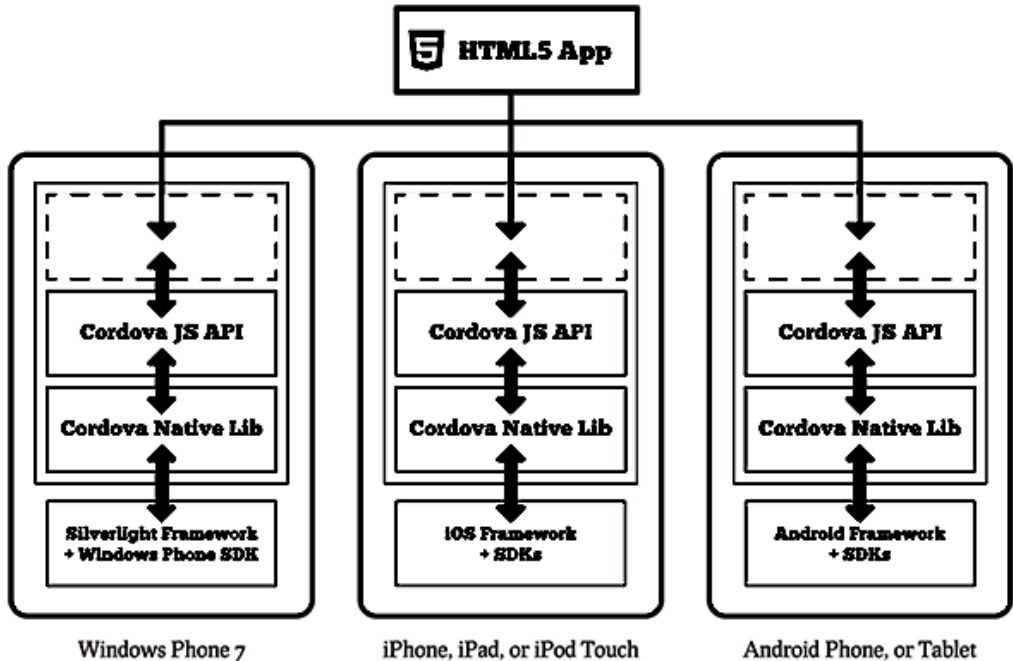 5 HTML5 App
Cordova JS API
Cordova Native Lib
Silverlight Framework
+ Windows Phone SDK
Windows Phone 7
Cordova JS API
Cordova Native Lib
iOS Framework
+ SDKs
iPhone, iPad, or iPod Touch
Cordova JS API
Cordova Native Lib
Android Framework
+ SDKs
Android Phone, or Tablet